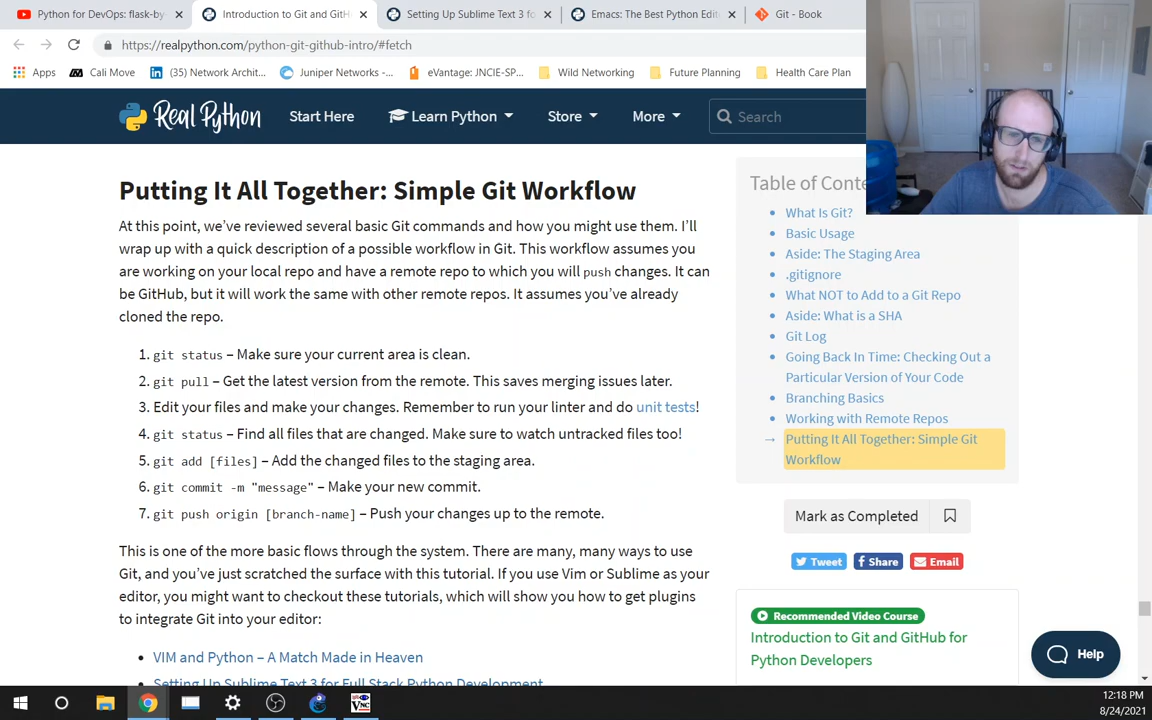 Python for DevOps: flask-by
Introduction to Git and GitH
Setting Up Sublime Text 3 fo
Emacs: The Best Python Edit
Git - Book
https://realpython.com/python-git-github-intro/#fetch
Apps
Cali Move
(35) Network Archit...
Juniper Networks -...
eVantage: JNCIE-SP...
Wild Networking
Future Planning
Health Care Plan
Real Python
Start Here
Learn Python
Store
More
Search
Putting It All Together: Simple Git Workflow
At this point, we’ve reviewed several basic Git commands and how you might use them. I’ll
wrap up with a quick description of a possible workflow in Git. This workflow assumes you
are working on your local repo and have a remote repo to which you will push changes. It can
be GitHub, but it will work the same with other remote repos. It assumes you’ve already
cloned the repo.
1. git status – Make sure your current area is clean.
2. git pull – Get the latest version from the remote. This saves merging issues later.
3. Edit your files and make your changes. Remember to run your linter and do unit tests!
4. git status – Find all files that are changed. Make sure to watch untracked files too!
5. git add [files] – Add the changed files to the staging area.
6. git commit -m "message" – Make your new commit.
7. git push origin [branch-name] – Push your changes up to the remote.
This is one of the more basic flows through the system. There are many, many ways to use
Git, and you’ve just scratched the surface with this tutorial. If you use Vim or Sublime as your
editor, you might want to checkout these tutorials, which will show you how to get plugins
to integrate Git into your editor:
• VIM and Python – A Match Made in Heaven
• Setting Up Sublime Text 3 for Full Stack Python Development
Table of Conte
• What Is Git?
• Basic Usage
• Aside: The Staging Area
• .gitignore
• What NOT to Add to a Git Repo
• Aside: What is a SHA
• Git Log
• Going Back In Time: Checking Out a
Particular Version of Your Code
• Branching Basics
• Working with Remote Repos
→ Putting It All Together: Simple Git
Workflow
Mark as Completed
Tweet
Share
Email
Recommended Video Course
Introduction to Git and GitHub for
Python Developers
Help
12:18 PM
8/24/2021